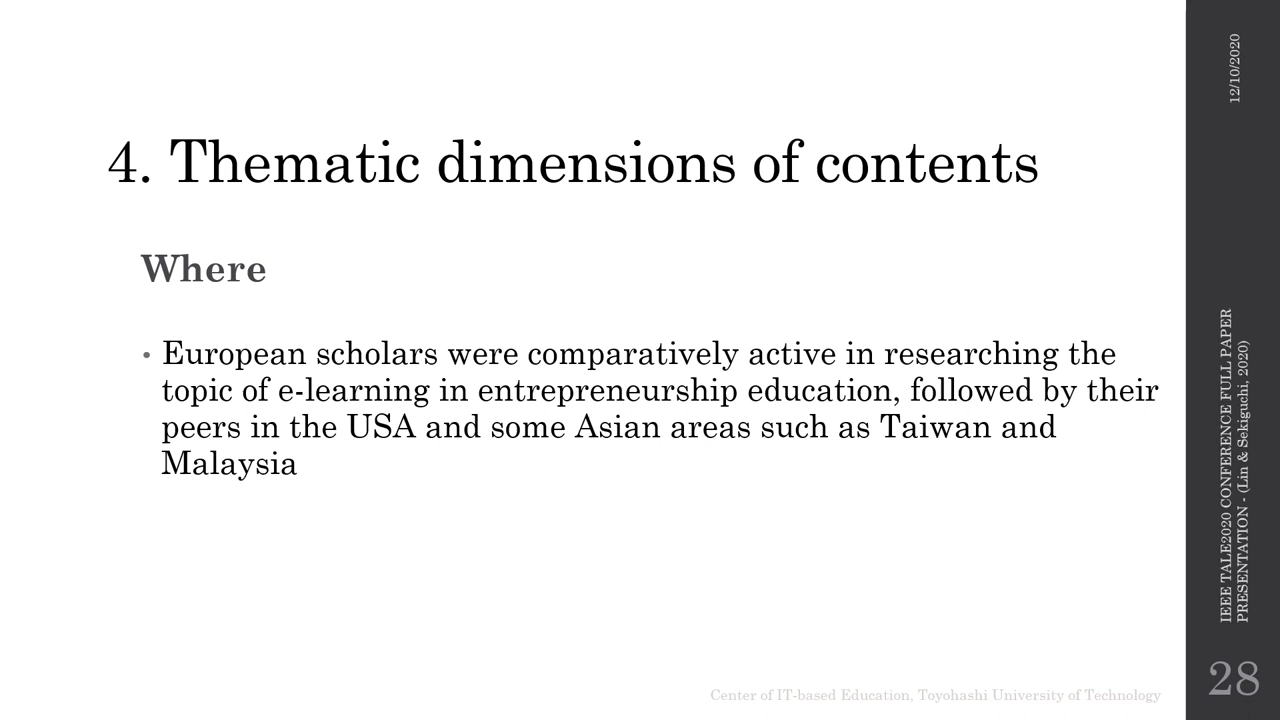 4. Thematic dimensions of contents
Where
• European scholars were comparatively active in researching the
topic of e-learning in entrepreneurship education, followed by their
peers in the USA and some Asian areas such as Taiwan and
Malaysia
Center of IT-based Education, Toyohashi University of Technology
12/10/2020
IEEE TALE2020 CONFERENCE FULL PAPER
PRESENTATION - (Lin & Sekiguchi, 2020)
28